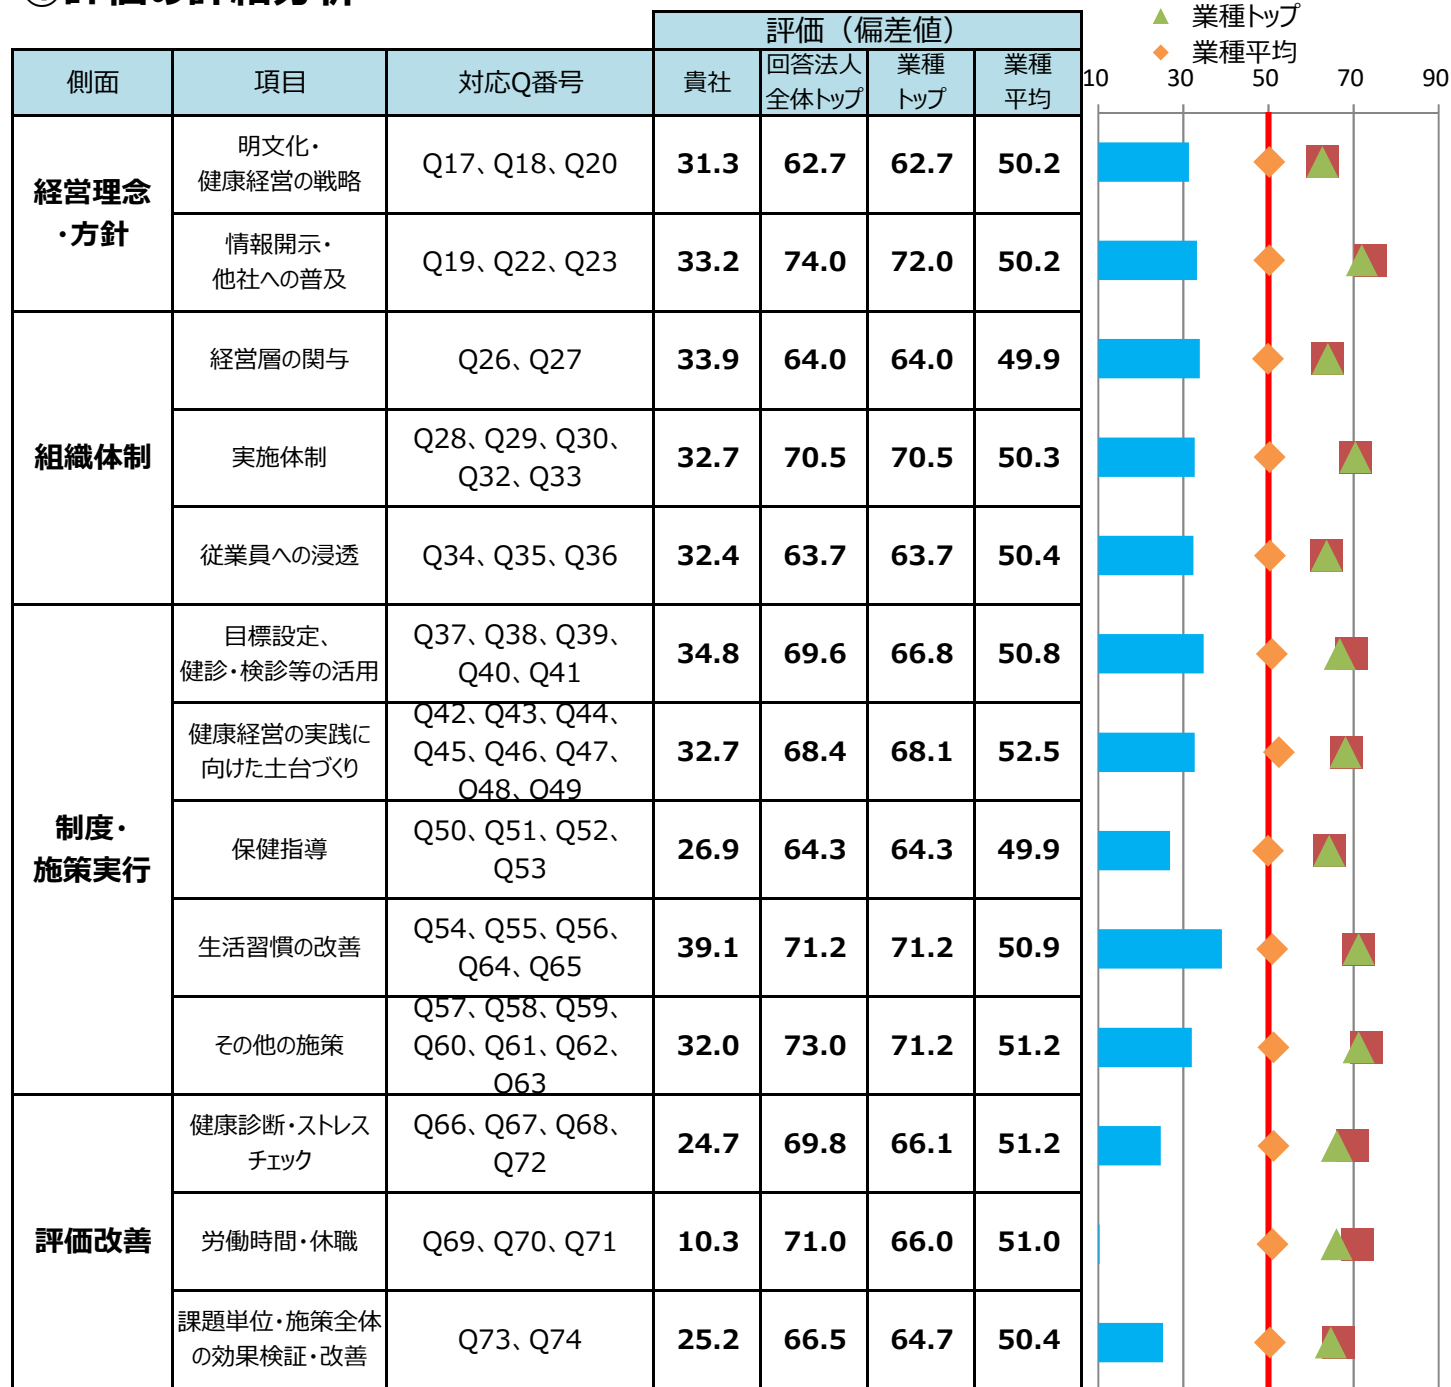 評価（偏差値）
▲ 業種トップ
◆ 業種平均
側面 項目 対応Q番号 貴社 回答法人 業種 業種
全体トップ トップ 平均
10 30 50 70 90
経営理念
・方針
明文化・
健康経営の戦略
Q17、Q18、Q20 31.3 62.7 62.7 50.2
情報開示・
他社への普及
Q19、Q22、Q23 33.2 74.0 72.0 50.2
組織体制
経営層の関与 Q26、Q27 33.9 64.0 64.0 49.9
実施体制
Q28、Q29、Q30、
Q32、Q33
32.7 70.5 70.5 50.3
従業員への浸透 Q34、Q35、Q36 32.4 63.7 63.7 50.4
制度・
施策実行
目標設定、
健診・検診等の活用
Q37、Q38、Q39、
Q40、Q41
34.8 69.6 66.8 50.8
健康経営の実践に
向けた土台づくり
Q42、Q43、Q44、
Q45、Q46、Q47、
Q48、Q49
32.7 68.4 68.1 52.5
保健指導
Q50、Q51、Q52、
Q53
26.9 64.3 64.3 49.9
生活習慣の改善
Q54、Q55、Q56、
Q64、Q65
39.1 71.2 71.2 50.9
その他の施策
Q57、Q58、Q59、
Q60、Q61、Q62、
Q63
32.0 73.0 71.2 51.2
評価改善
健康診断・ストレス
チェック
Q66、Q67、Q68、
Q72
24.7 69.8 66.1 51.2
労働時間・休職 Q69、Q70、Q71 10.3 71.0 66.0 51.0
課題単位・施策全体
の効果検証・改善
Q73、Q74 25.2 66.5 64.7 50.4